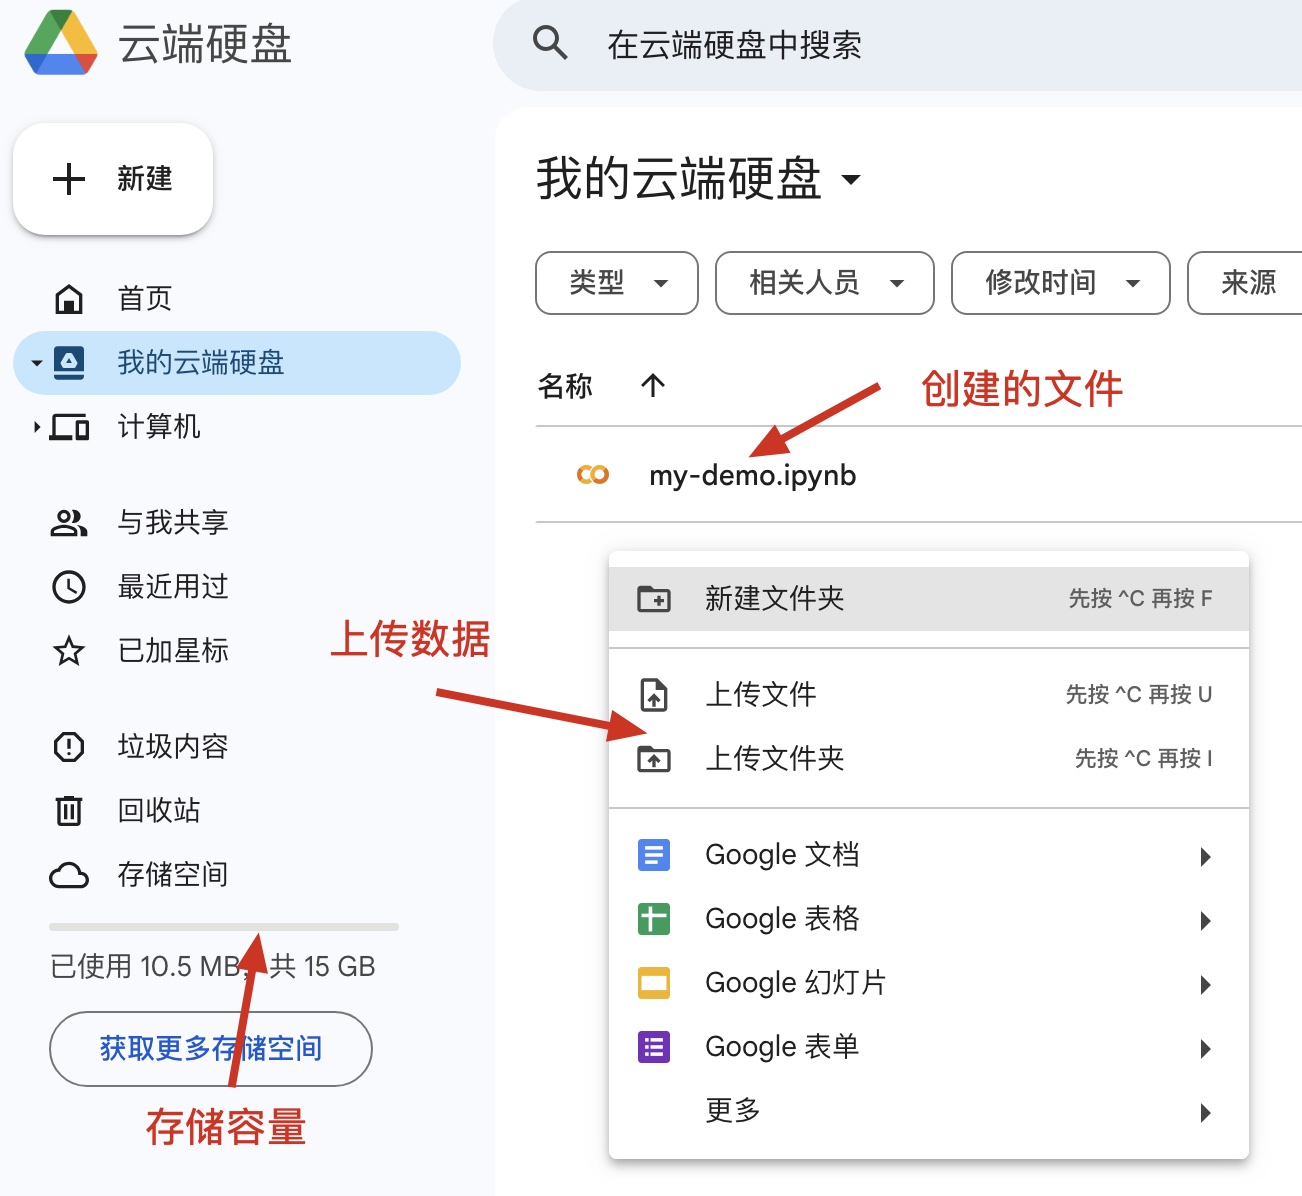 云端硬盘
在云端硬盘中搜索
新建
我的云端硬盘
类型
相关人员
修改时间
来源
首页
我的云端硬盘
计算机
名称
创建的文件
my-demo.ipynb
与我共享
最近用过
已加星标
上传数据
新建文件夹 先按 ^C 再按 F
上传文件 先按 ^C 再按 U
上传文件夹 先按 ^C 再按 I
垃圾内容
回收站
存储空间
已使用 10.5 MB，共 15 GB
获取更多存储空间
存储容量
Google 文档
Google 表格
Google 幻灯片
Google 表单
更多